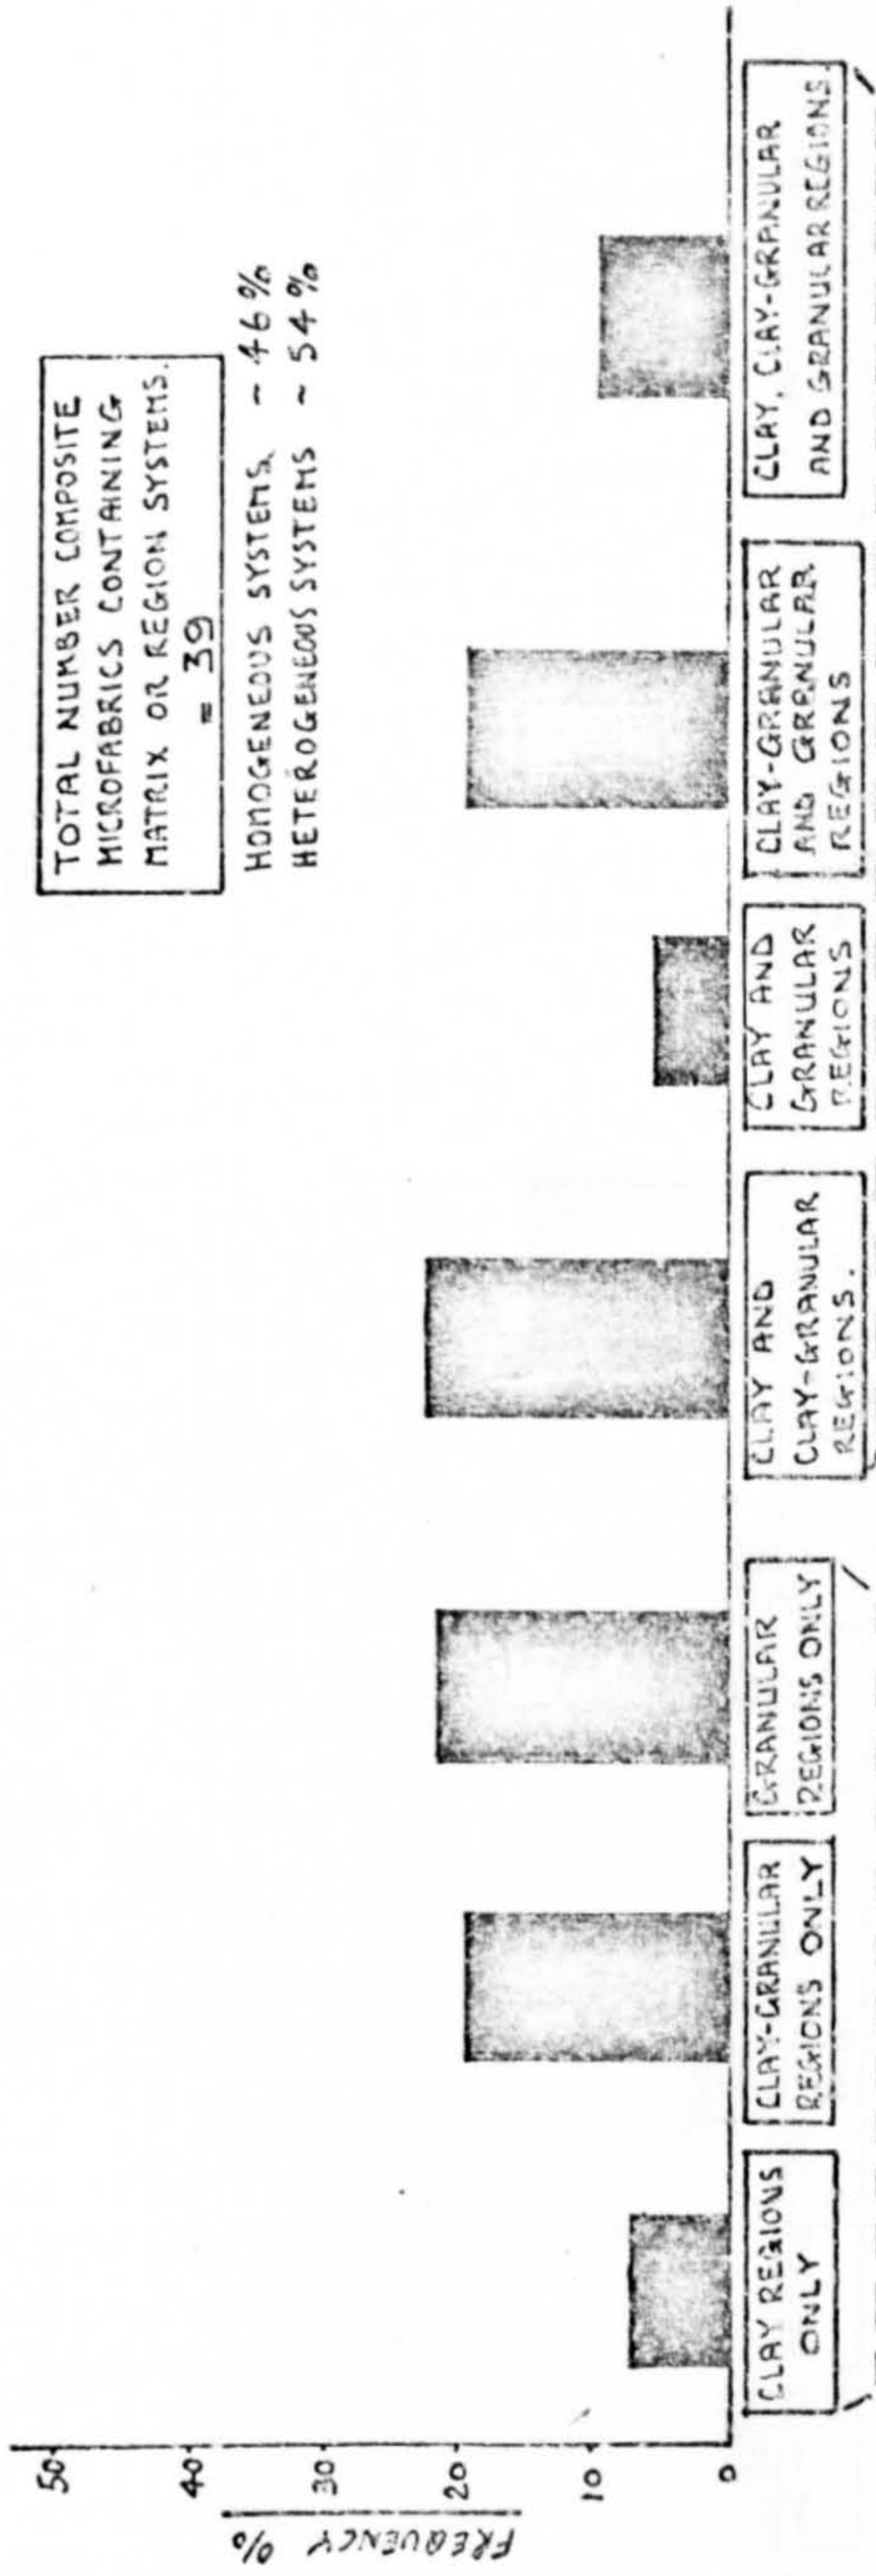 TOTAL NUMBER COMPOSITE
MICROFABRICS CONTAINING
MATRIX OR REGION SYSTEMS.
= 39
HOMOGENEOUS SYSTEMS. ~ 46%
HETEROGENEOUS SYSTEMS ~ 54%
FREQUENCY %
50
40
30
20
10
0
CLAY REGIONS
ONLY
CLAY-GRANULAR
REGIONS ONLY
GRANULAR
REGIONS ONLY
CLAY AND
CLAY-GRANULAR
REGIONS.
CLAY AND
GRANULAR
REGIONS
CLAY-GRANULAR
AND GRANULAR
REGIONS
CLAY, CLAY-GRANULAR
AND GRANULAR REGIONS.